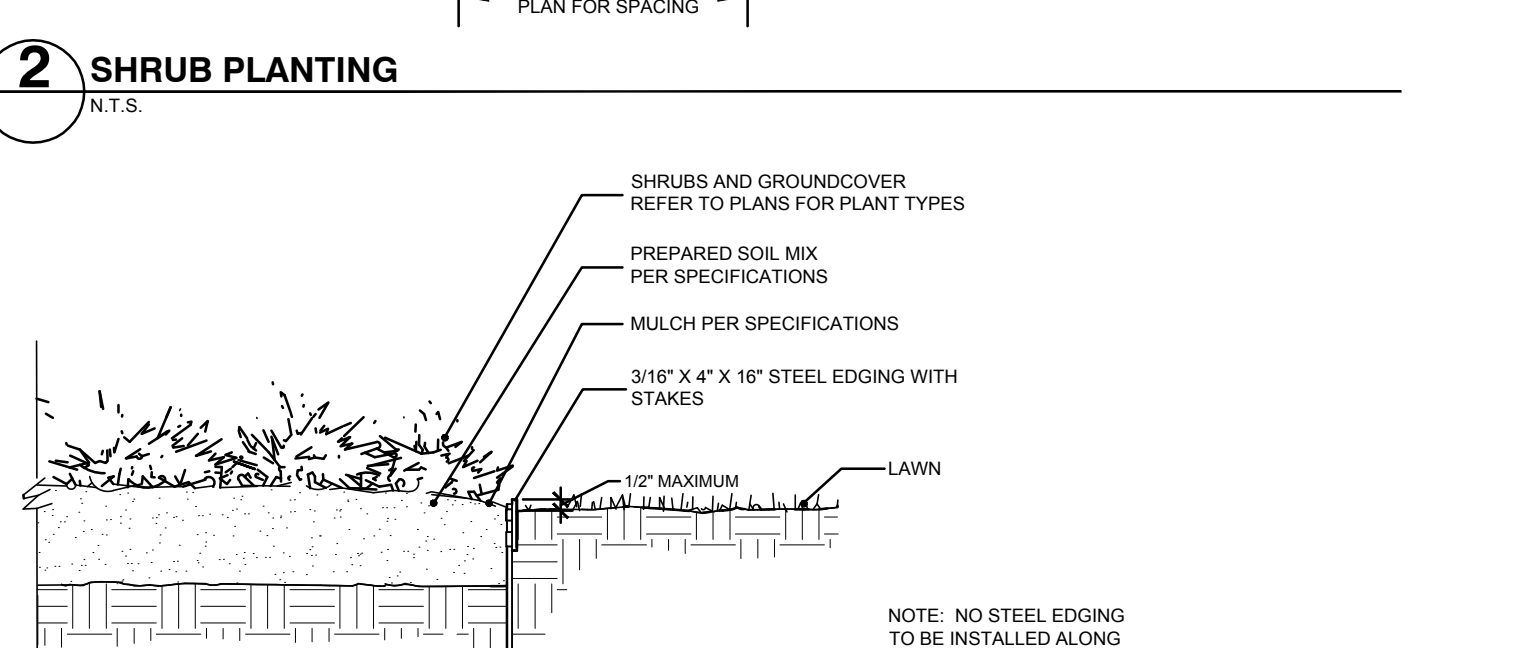 PLAN FOR SPACING
2
SHRUB PLANTING
N.T.S.
SHRUBS AND GROUNDCOVER
REFER TO PLANS FOR PLANT TYPES
PREPARED SOIL MIX
PER SPECIFICATIONS
MULCH PER SPECIFICATIONS
3/16" X 4" X 16" STEEL EDGING WITH
STAKES
LAWN
1/2" MAXIMUM
NOTE:  NO STEEL EDGING
TO BE INSTALLED ALONG